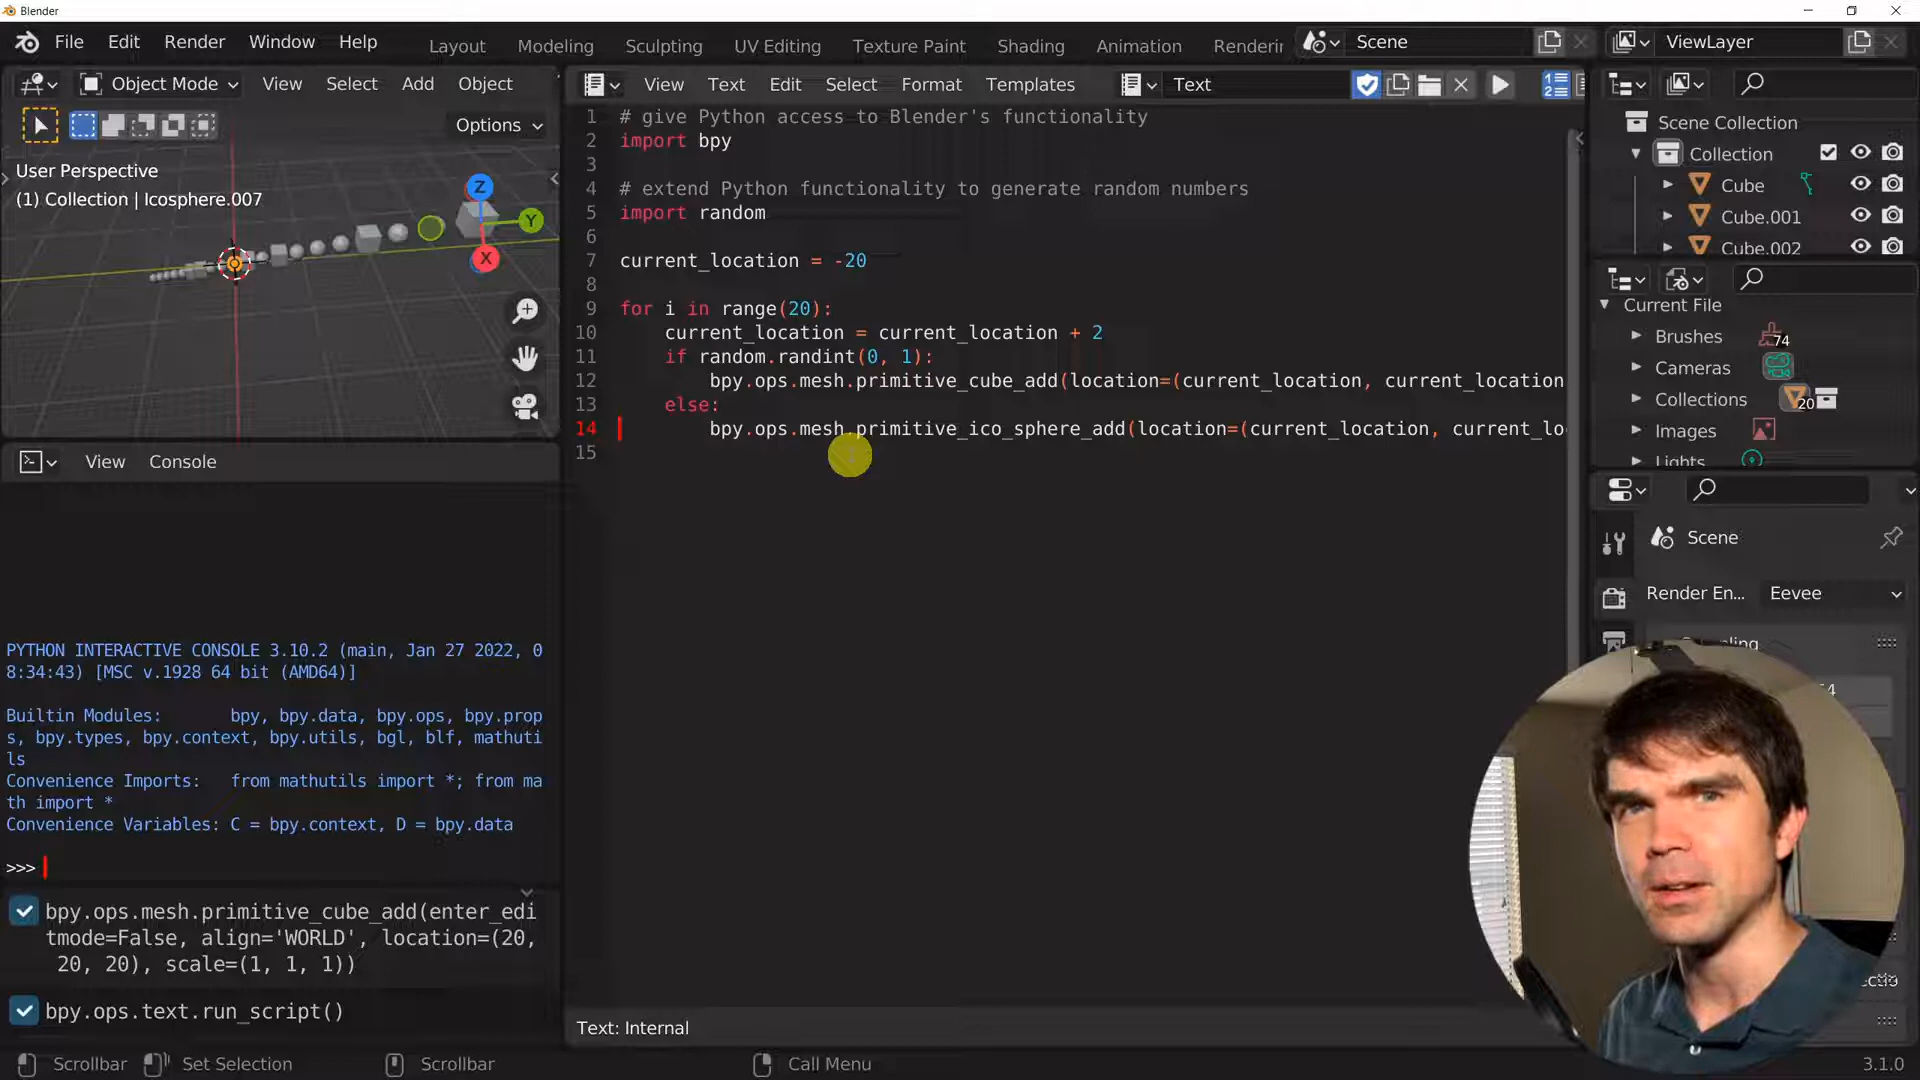 Blender
File Edit Render Window Help
Layout Modeling Sculpting UV Editing Texture Paint Shading Animation Renderin
Scene
ViewLayer
Object Mode View Select Add Object
View Text Edit Select Format Templates
Text
Options
User Perspective
(1) Collection | Icosphere.007
Z
Y
X
1 # give Python access to Blender's functionality
2 import bpy
3
4 # extend Python functionality to generate random numbers
5 import random
6
7 current_location = -20
8
9 for i in range(20):
10 current_location = current_location + 2
11 if random.randint(0, 1):
12 bpy.ops.mesh.primitive_cube_add(location=(current_location, current_location
13 else:
14 bpy.ops.mesh.primitive_ico_sphere_add(location=(current_location, current_lo
15
Text: Internal
View Console
PYTHON INTERACTIVE CONSOLE 3.10.2 (main, Jan 27 2022, 0
8:34:43) [MSC v.1928 64 bit (AMD64)]
Builtin Modules: bpy, bpy.data, bpy.ops, bpy.prop
s, bpy.types, bpy.context, bpy.utils, bgl, blf, mathuti
ls
Convenience Imports: from mathutils import *; from ma
th import *
Convenience Variables: C = bpy.context, D = bpy.data
>>>
bpy.ops.mesh.primitive_cube_add(enter_edi
tmode=False, align='WORLD', location=(20,
20, 20), scale=(1, 1, 1))
bpy.ops.text.run_script()
Scene Collection
Collection
Cube
Cube.001
Cube.002
Current File
Brushes 74
Cameras
Collections 20
Images
Lights
Scene
Render En... Eevee
Scrollbar Set Selection Scrollbar Call Menu
3.1.0